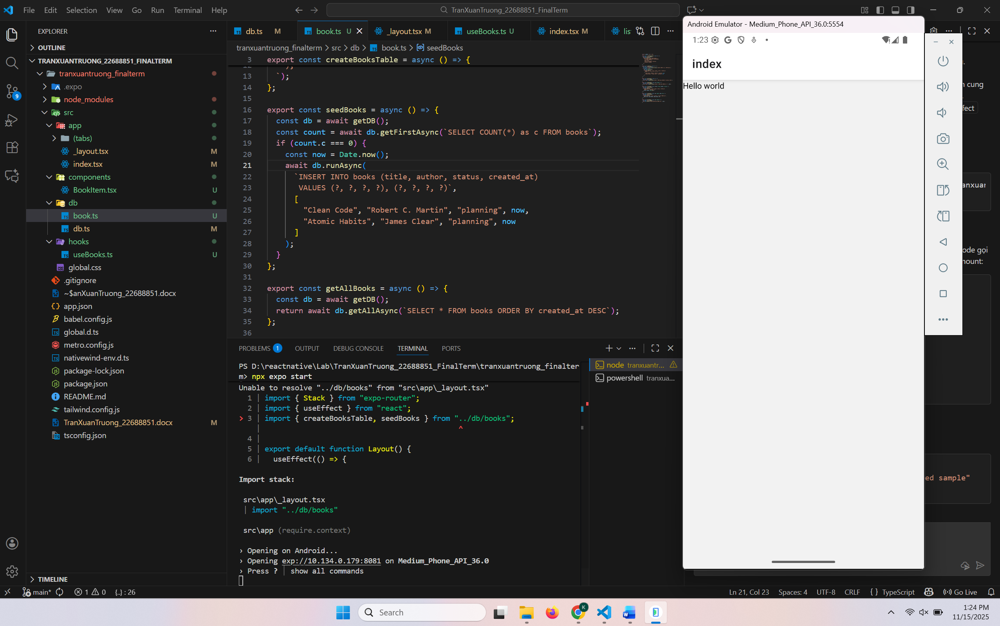 File Edit Selection View Go Run Terminal Help
TranXuanTruong_22688851_FinalTerm
EXPLORER
OUTLINE
TRANXUANTRUONG_22688851_FINALTERM
tranxuantruong_finalterm
.expo
node_modules
src
app
(tabs)
_layout.tsx M
index.tsx M
components
BookItem.tsx U
db
book.ts U
db.ts M
hooks
useBooks.ts U
global.css
.gitignore
~$anXuanTruong_22688851.docx
app.json
babel.config.js
global.d.ts
metro.config.js
nativewind-env.d.ts
package-lock.json
package.json
README.md
tailwind.config.js
TranXuanTruong_22688851.docx M
tsconfig.json
TIMELINE
9
db.ts M book.ts U _layout.tsx M useBooks.ts U index.tsx M lis
tranxuantruong_finalterm > src > db > book.ts > seedBooks
3 export const createBooksTable = async () => {
12 );
13 `);
14 };
15
16 export const seedBooks = async () => {
17 const db = await getDB();
18 const count = await db.getFirstAsync(`SELECT COUNT(*) as c FROM books`);
19 if (count.c === 0) {
20 const now = Date.now();
21 await db.runAsync(
22 `INSERT INTO books (title, author, status, created_at)
23 VALUES (?, ?, ?, ?), (?, ?, ?, ?)`,
24 [
25 "Clean Code", "Robert C. Martin", "planning", now,
26 "Atomic Habits", "James Clear", "planning", now
27 ]
28 );
29 }
30 };
31
32 export const getAllBooks = async () => {
33 const db = await getDB();
34 return await db.getAllAsync(`SELECT * FROM books ORDER BY created_at DESC`);
35 };
36
PROBLEMS 1 OUTPUT DEBUG CONSOLE TERMINAL PORTS
PS D:\reactnative\Lab\TranXuanTruong_22688851_FinalTerm\tranxuantruong_finalter
m> npx expo start
Unable to resolve "../db/books" from "src\app\_layout.tsx"
1 | import { Stack } from "expo-router";
2 | import { useEffect } from "react";
> 3 | import { createBooksTable, seedBooks } from "../db/books";
| ^
4 |
5 | export default function Layout() {
6 | useEffect(() => {
Import stack:
src\app\_layout.tsx
| import "../db/books"
src\app (require.context)
› Opening on Android...
› Opening exp://10.134.0.179:8081 on Medium_Phone_API_36.0
› Press ? │ show all commands
node tranxuantr...
powershell tranxua...
Android Emulator - Medium_Phone_API_36.0:5554
1:23
index
Hello world
n cung
fect
anxuar
ode gọi
nount:
ed sample"
main* 1 0 {..} : 26
Ln 21, Col 23 Spaces: 4 UTF-8 CRLF { } TypeScript Go Live
Search
K
1:24 PM
11/15/2025